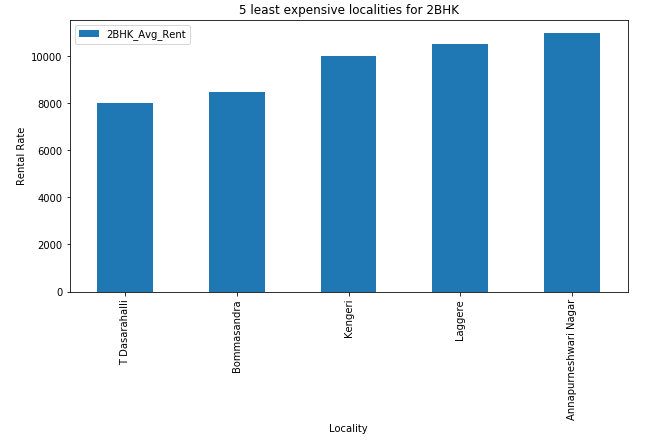 5 least expensive localities for 2BHK
2BHK_Avg_Rent
10000
8000
6000
4000
2000
0
Rental Rate
T Dasarahalli
Bommasandra
Kengeri
Laggere
Annapurneshwari Nagar
Locality